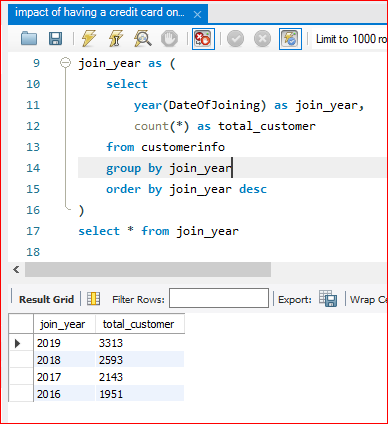 impact of having a credit card on...
Limit to 1000 ro
9 join_year as (
10 select
11 year(DateOfJoining) as join_year,
12 count(*) as total_customer
13 from customerinfo
14 group by join_year
15 order by join_year desc
16 )
17 select * from join_year
18
Result Grid Filter Rows: Export: Wrap Ce
join_year total_customer
2019 3313
2018 2593
2017 2143
2016 1951